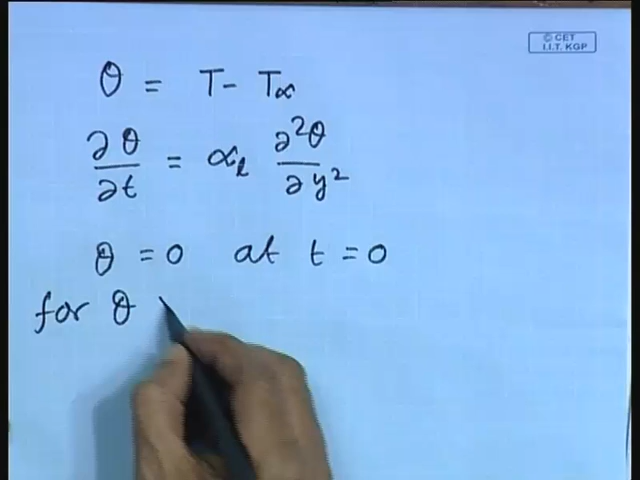 © CET
I.I.T. KGP
θ = T - T∞
∂θ/∂t = α_l ∂²θ/∂y²
θ = 0 at t = 0
for θ